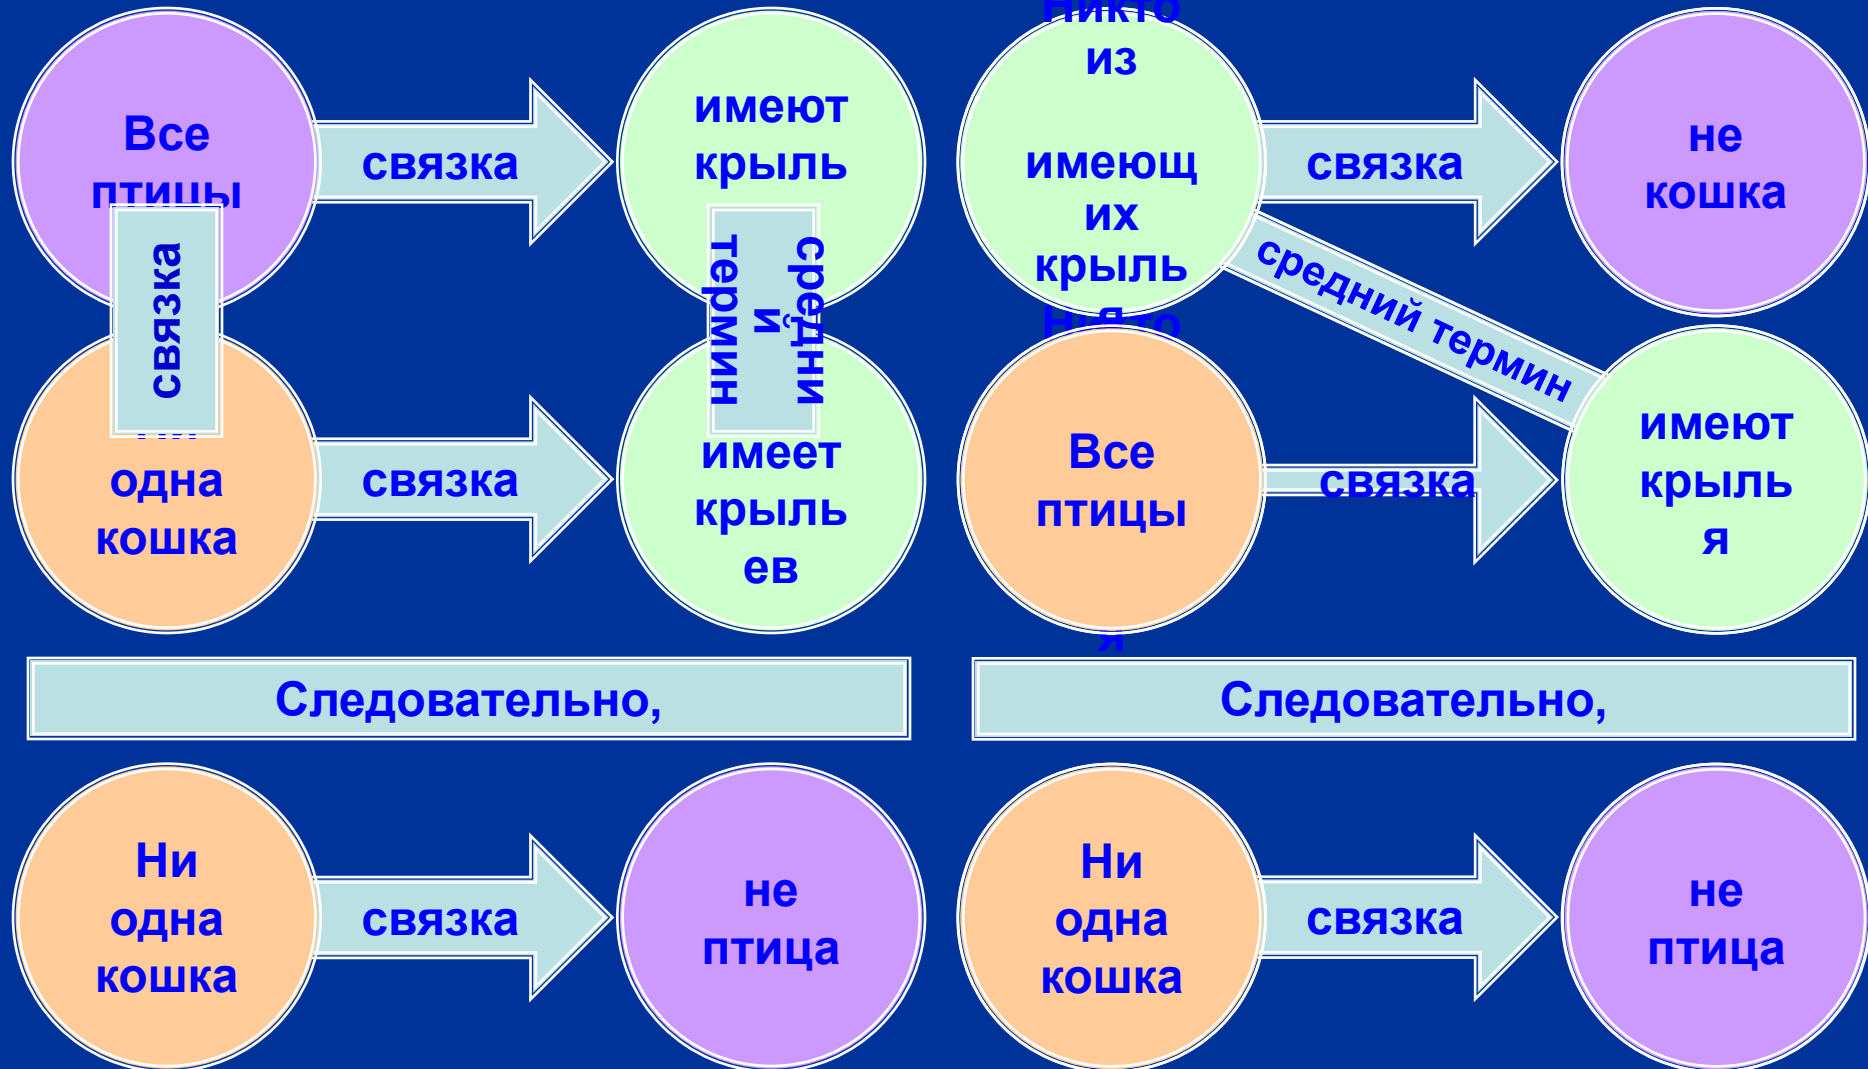 Все
птицы
связка
имеют
крыль
связка
средни
й
термин
Ни
одна
кошка
связка
имеет
крыль
ев
Следовательно,
Ни
одна
кошка
связка
не
птица
Никто
из
имеющ
их
крыль
я
связка
не
кошка
средний термин
Все
птицы
связка
имеют
крыль
я
я
Следовательно,
Ни
одна
кошка
связка
не
птица